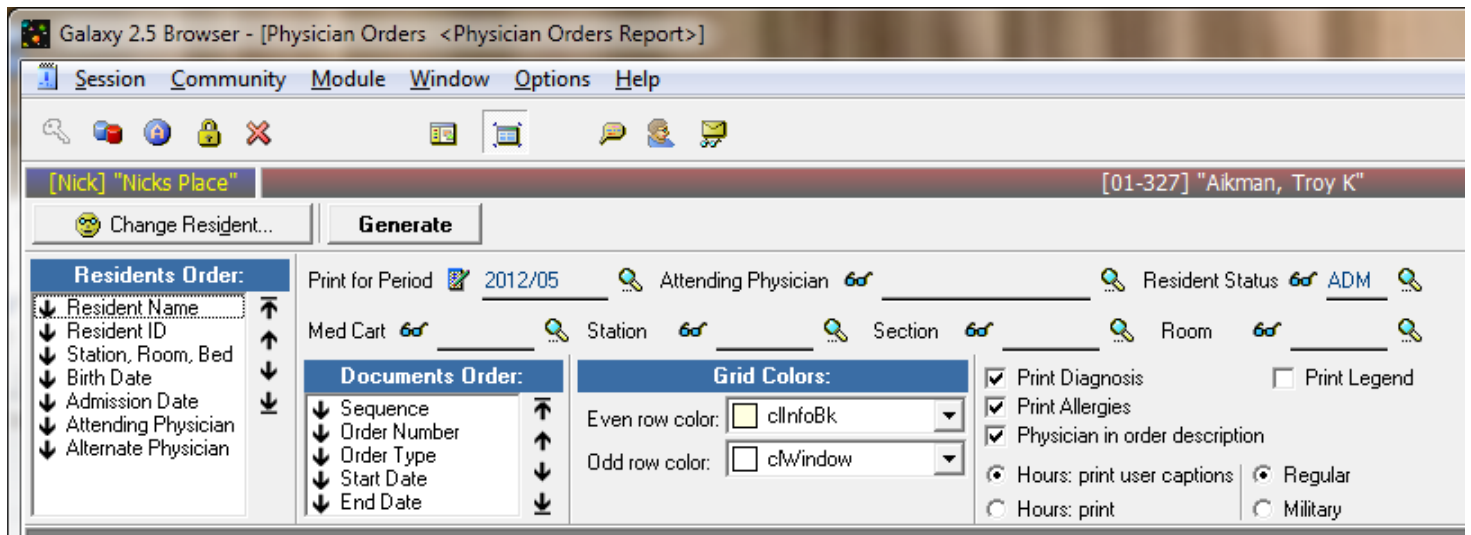 Galaxy 2.5 Browser - [Physician Orders <Physician Orders Report>]
Session Community Module Window Options Help
[Nick] "Nicks Place" [01-327] "Aikman, Troy K"
Change Resident... Generate
Residents Order:
Resident Name
Resident ID
Station, Room, Bed
Birth Date
Admission Date
Attending Physician
Alternate Physician
Print for Period 2012/05 Attending Physician Resident Status ADM
Med Cart Station Section Room
Documents Order:
Sequence
Order Number
Order Type
Start Date
End Date
Grid Colors:
Even row color: clInfoBk
Odd row color: clWindow
Print Diagnosis Print Legend
Print Allergies
Physician in order description
Hours: print user captions Regular
Hours: print Military